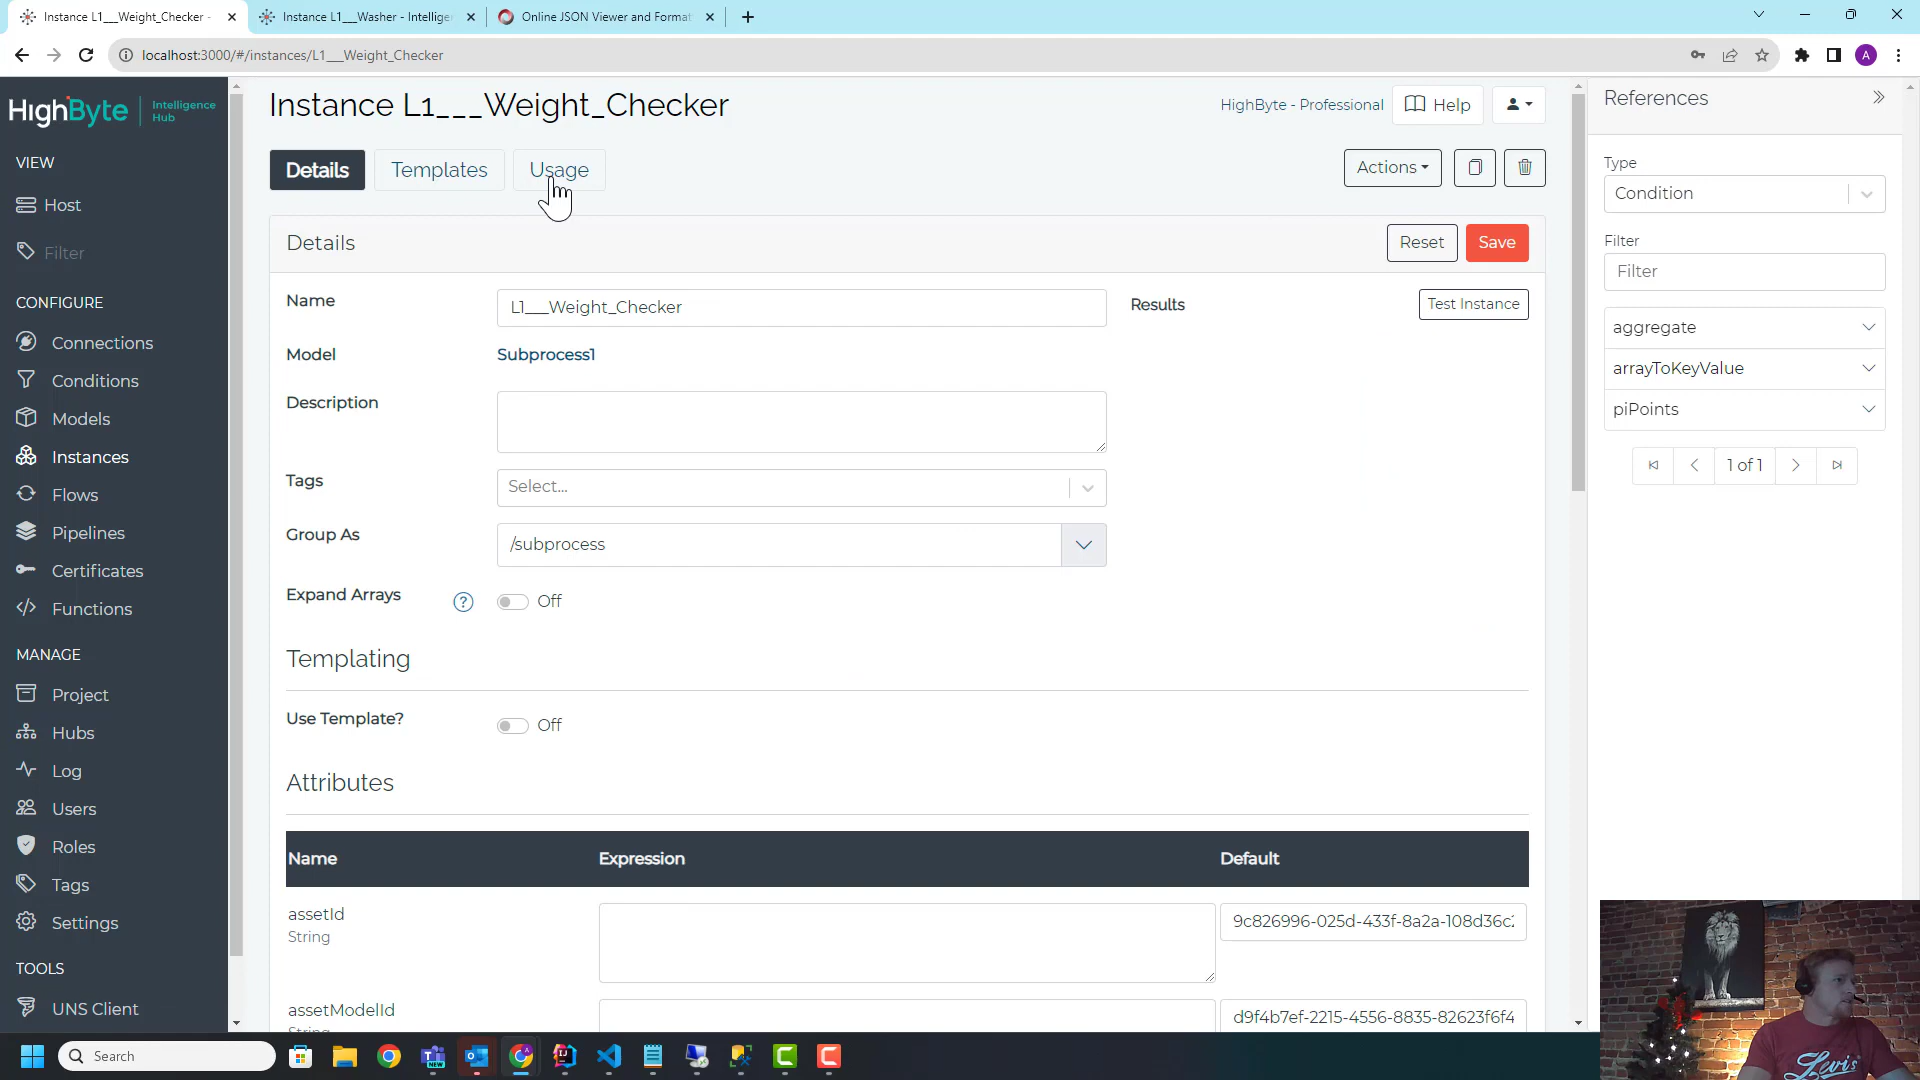 Instance L1___Weight_Checker -
Instance L1___Washer - Intellige
Online JSON Viewer and Format
localhost:3000/#/instances/L1___Weight_Checker
A
HighByte
Intelligence
Hub
VIEW
Host
Filter
CONFIGURE
Connections
Conditions
Models
Instances
Flows
Pipelines
Certificates
Functions
MANAGE
Project
Hubs
Log
Users
Roles
Tags
Settings
TOOLS
UNS Client
Instance L1___Weight_Checker
HighByte - Professional
Help
Details
Templates
Usage
Actions
Details
Reset
Save
Name
L1___Weight_Checker
Results
Test Instance
Model
Subprocess1
Description
Tags
Select...
Group As
/subprocess
Expand Arrays
?
Off
Templating
Use Template?
Off
Attributes
Name
Expression
Default
assetId
String
9c826996-025d-433f-8a2a-108d36c
assetModelId
String
d9f4b7ef-2215-4556-8835-82623f6f4
References
Type
Condition
Filter
Filter
aggregate
arrayToKeyValue
piPoints
1 of 1
Search
NEW
Levi's